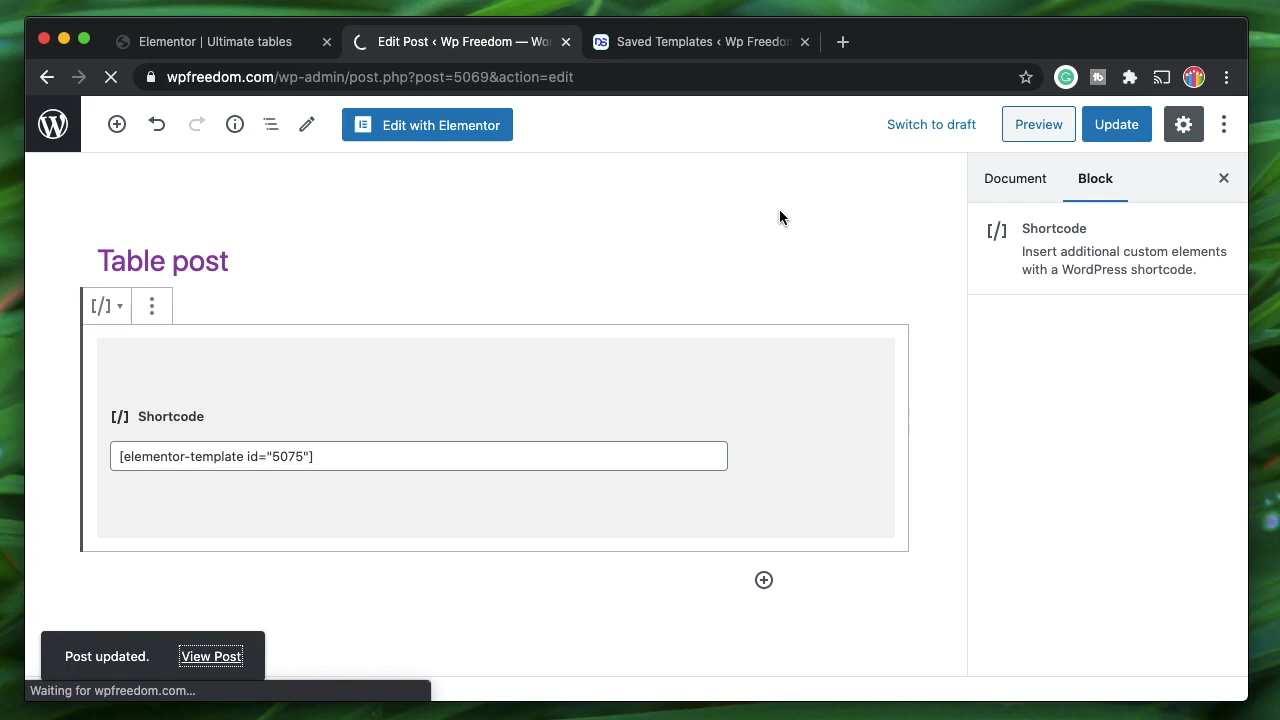 Elementor | Ultimate tables
Edit Post ‹ Wp Freedom — Wo
Saved Templates ‹ Wp Freedom
wpfreedom.com/wp-admin/post.php?post=5069&action=edit
Edit with Elementor
Switch to draft
Preview
Update
Document
Block
[/] Shortcode
Insert additional custom elements
with a WordPress shortcode.
Table post
[/]
[/] Shortcode
[elementor-template id="5075"]
Post updated.
View Post
Waiting for wpfreedom.com...